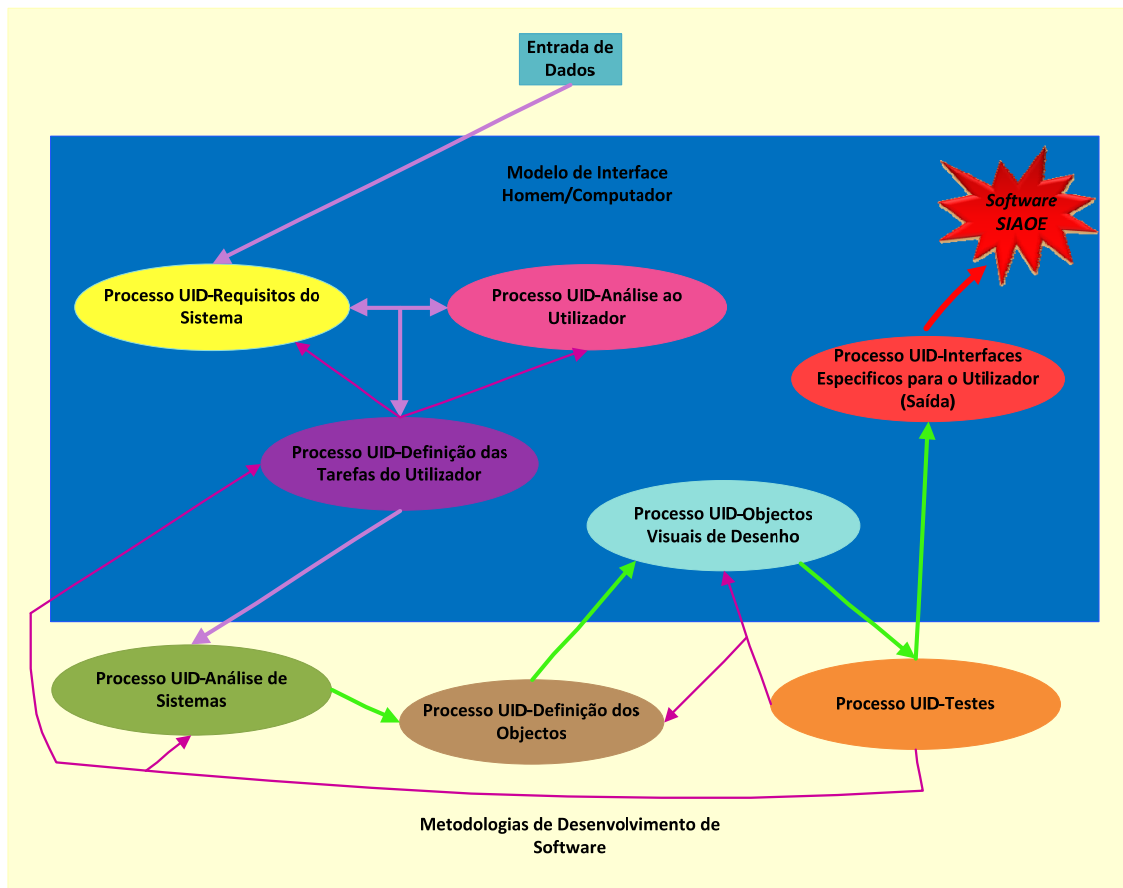 Entrada de
Dados
Modelo de Interface
Homem/Computador
Software
SIAOE
Processo UID-Requisitos do
Sistema
Processo UID-Análise ao
Utilizador
Processo UID-Interfaces
Especificos para o Utilizador
(Saída)
Processo UID-Definição das
Tarefas do Utilizador
Processo UID-Objectos
Visuais de Desenho
Processo UID-Análise de
Sistemas
Processo UID-Definição dos
Objectos
Processo UID-Testes
Metodologias de Desenvolvimento de
Software